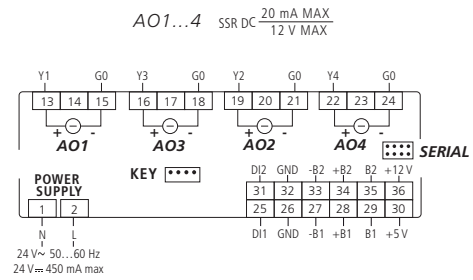 AO1...4 SSR DC 20 mA MAX
12 V MAX
Y1 G0 Y3 G0 Y2 G0 Y4 G0
13 14 15 16 17 18 19 20 21 22 23 24
+ - + - + - + -
AO1 AO3 AO2 AO4
SERIAL
KEY
DI2 GND -B2 +B2 B2 +12 V
POWER
SUPPLY
31 32 33 34 35 36
1 2 25 26 27 28 29 30
N L DI1 GND -B1 +B1 B1 +5 V
24 V~ 50...60 Hz
24 V⎓ 450 mA max